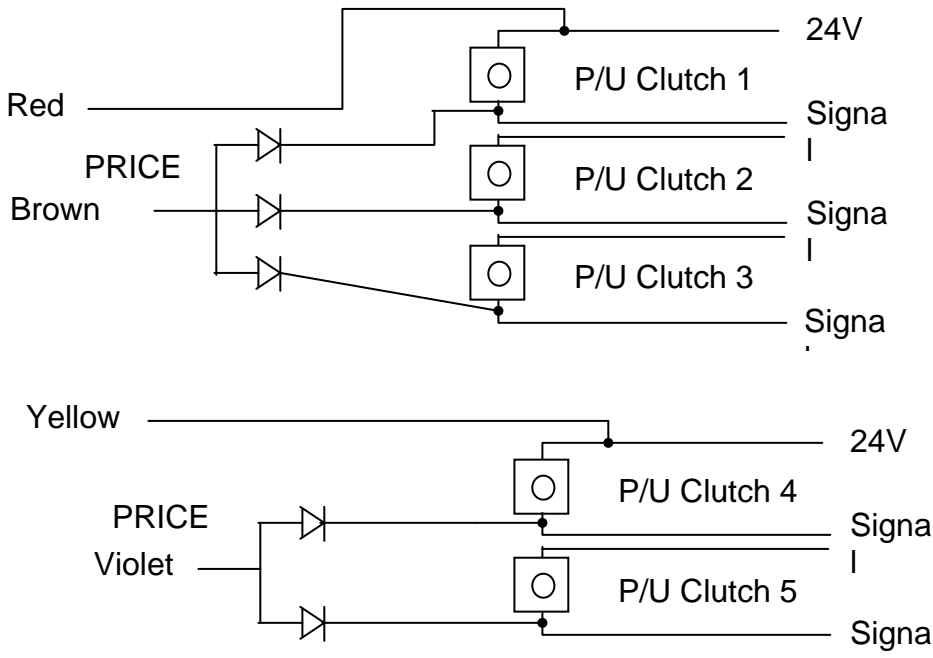 24V
P/U Clutch 1
Red
Signa
l
PRICE
P/U Clutch 2
Brown
Signa
l
P/U Clutch 3
Signa
Yellow
24V
P/U Clutch 4
PRICE
Signa
l
Violet
P/U Clutch 5
Signa